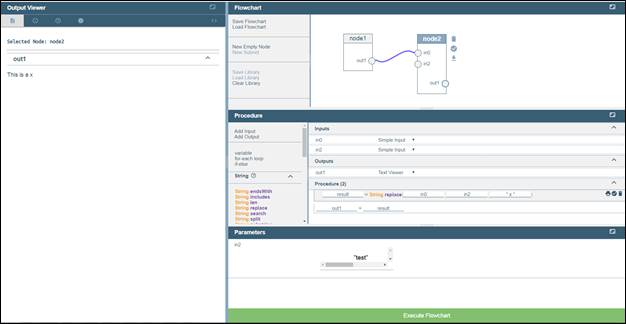 Output Viewer
Selected Node: node2
out1
This is a x
Flowchart
Save Flowchart
Load Flowchart
New Empty Node
New Subnet
Save Library
Load Library
Clear Library
node1
out1
node2
in0
in2
out1
Procedure
Add Input
Add Output
variable
for-each loop
if-else
String
String.endsWith
String.includes
String.len
String.replace
String.search
String.split
Inputs
in0 Simple Input
in2 Simple Input
Outputs
out1 Text Viewer
Procedure (2)
result = String.replace( in0 , in2 , " x " )
out1 = result
Parameters
in2
"test"
Execute Flowchart